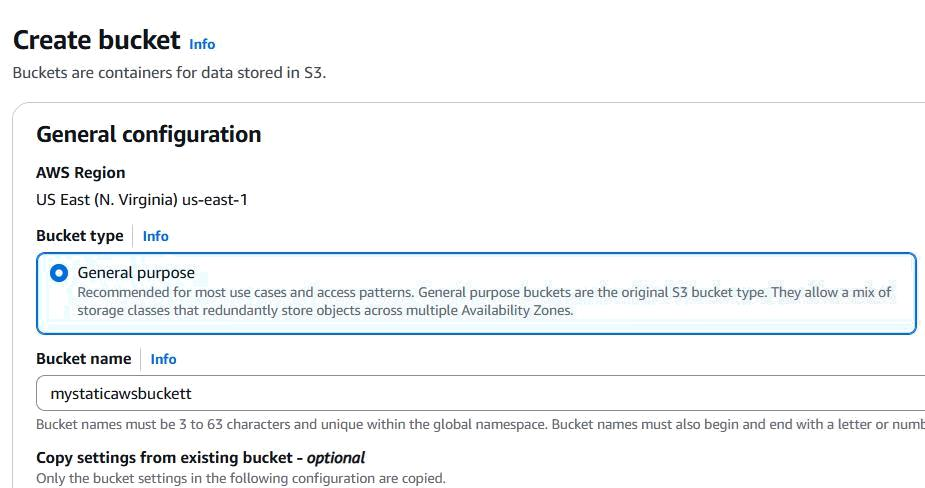 Create bucket Info
Buckets are containers for data stored in S3.
General configuration
AWS Region
US East (N. Virginia) us-east-1
Bucket type Info
General purpose
Recommended for most use cases and access patterns. General purpose buckets are the original S3 bucket type. They allow a mix of
storage classes that redundantly store objects across multiple Availability Zones.
Bucket name Info
mystaticawsbuckett
Bucket names must be 3 to 63 characters and unique within the global namespace. Bucket names must also begin and end with a letter or numb
Copy settings from existing bucket - optional
Only the bucket settings in the following configuration are copied.